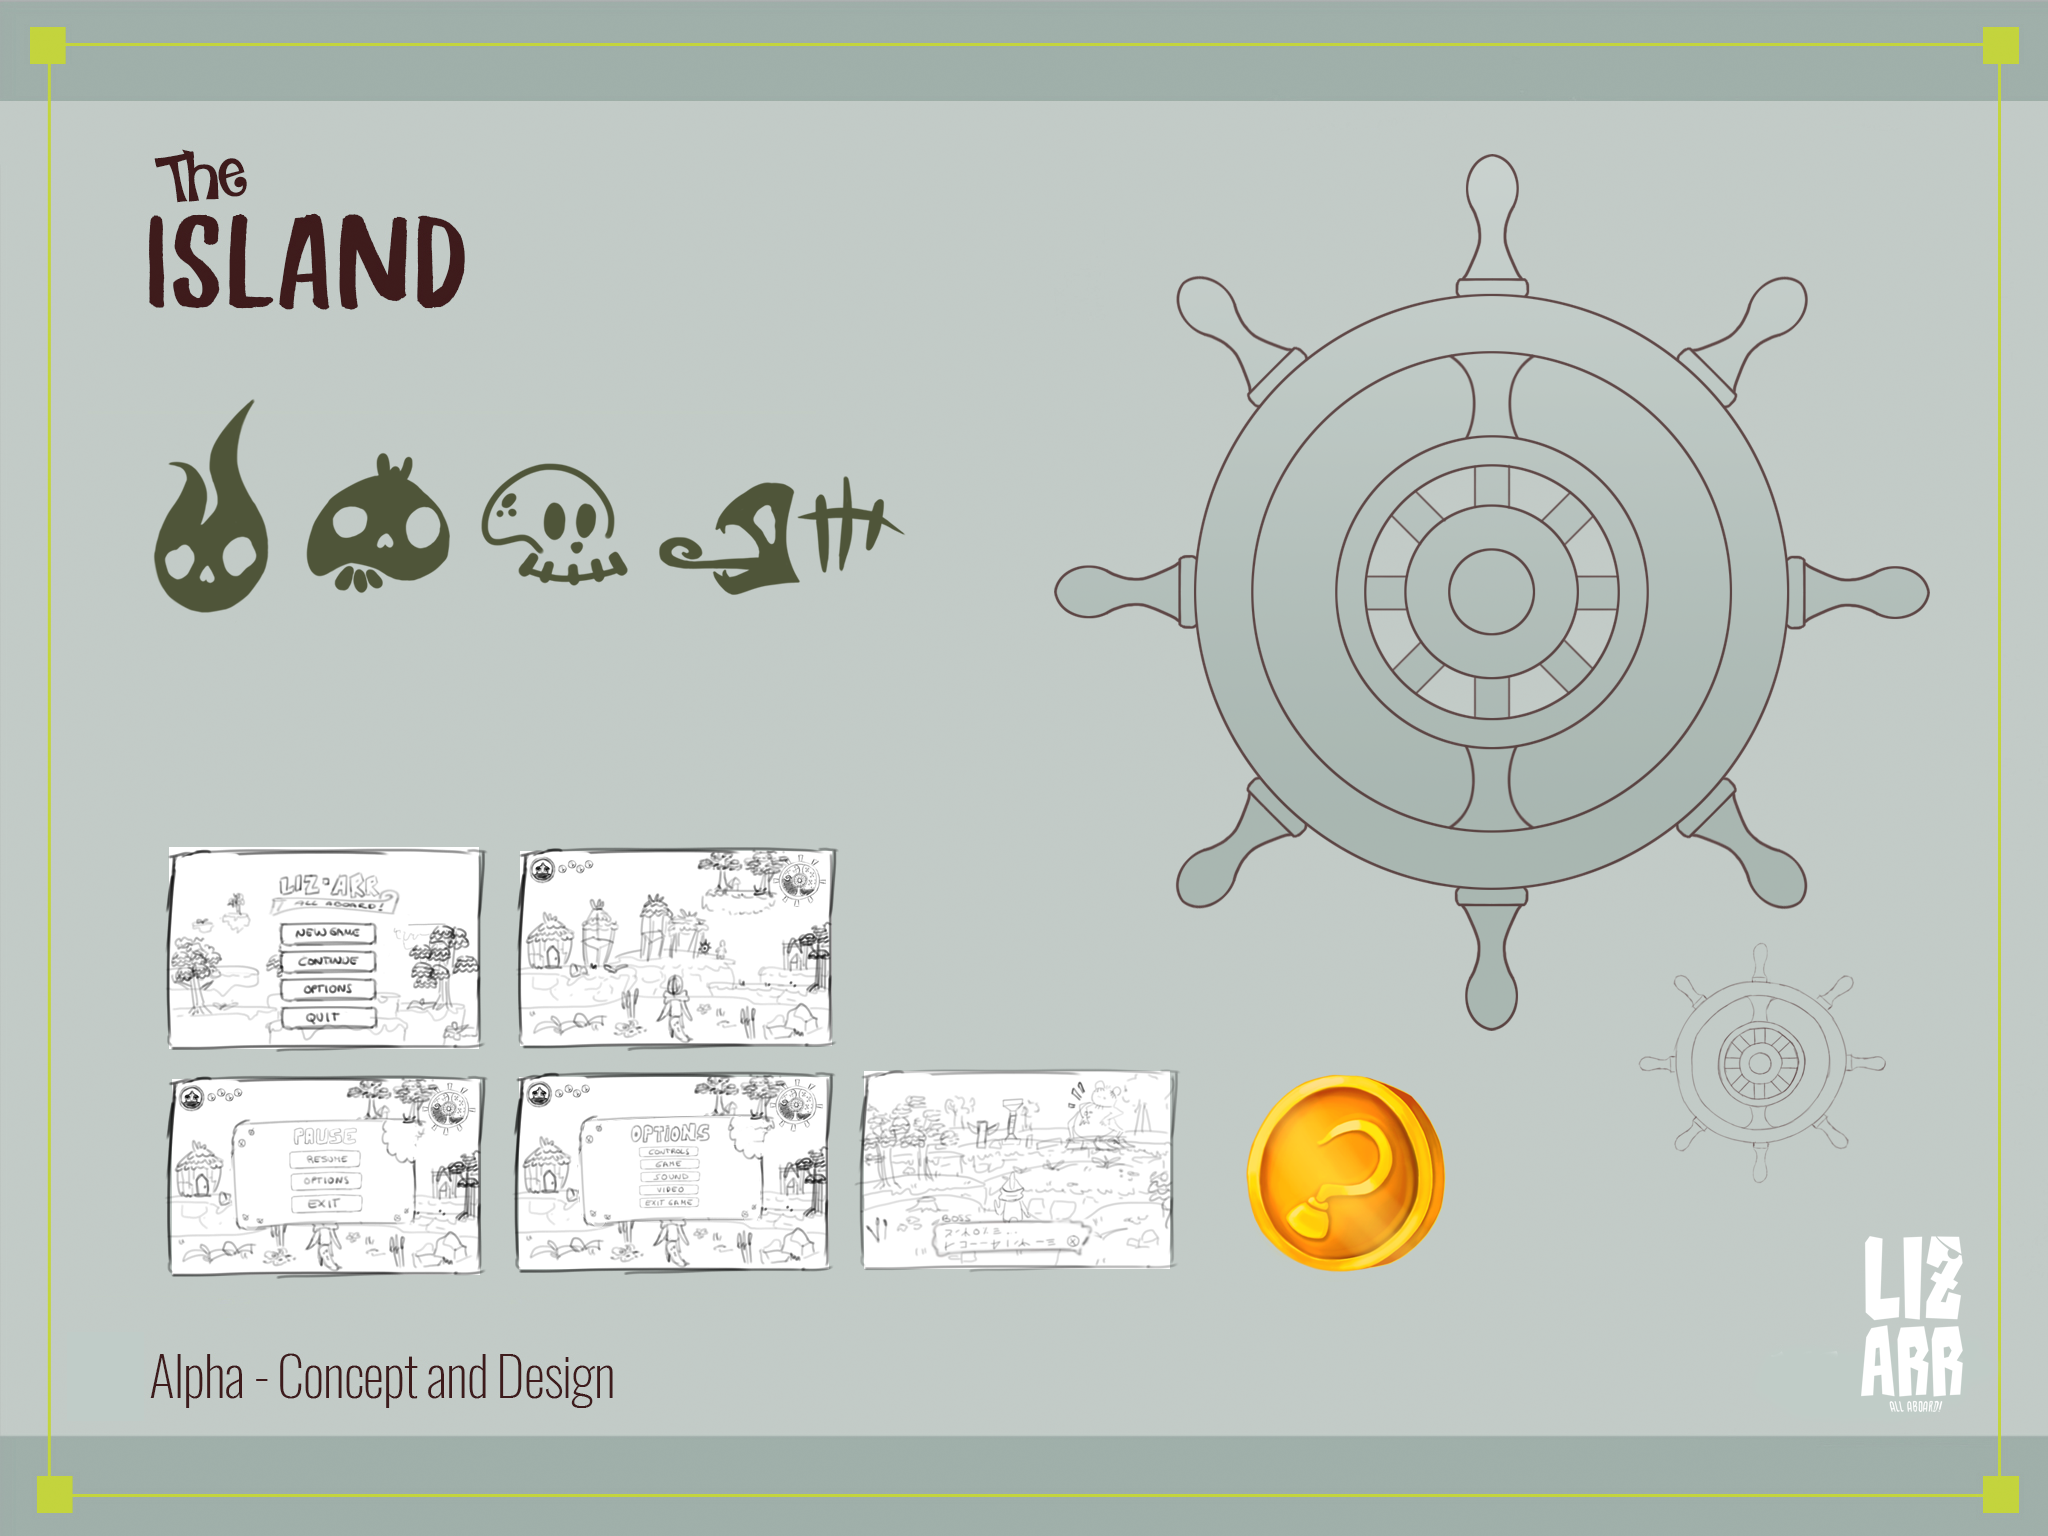 The
ISLAND
LIZ·ARR
ALL ABOARD!
NEW GAME
CONTINUE
OPTIONS
QUIT
PAUSE
RESUME
OPTIONS
EXIT
OPTIONS
CONTROLS
GAME
SOUND
VIDEO
EXIT GAME
BOSS
Alpha - Concept and Design
LIZ
ARR
ALL ABOARD!